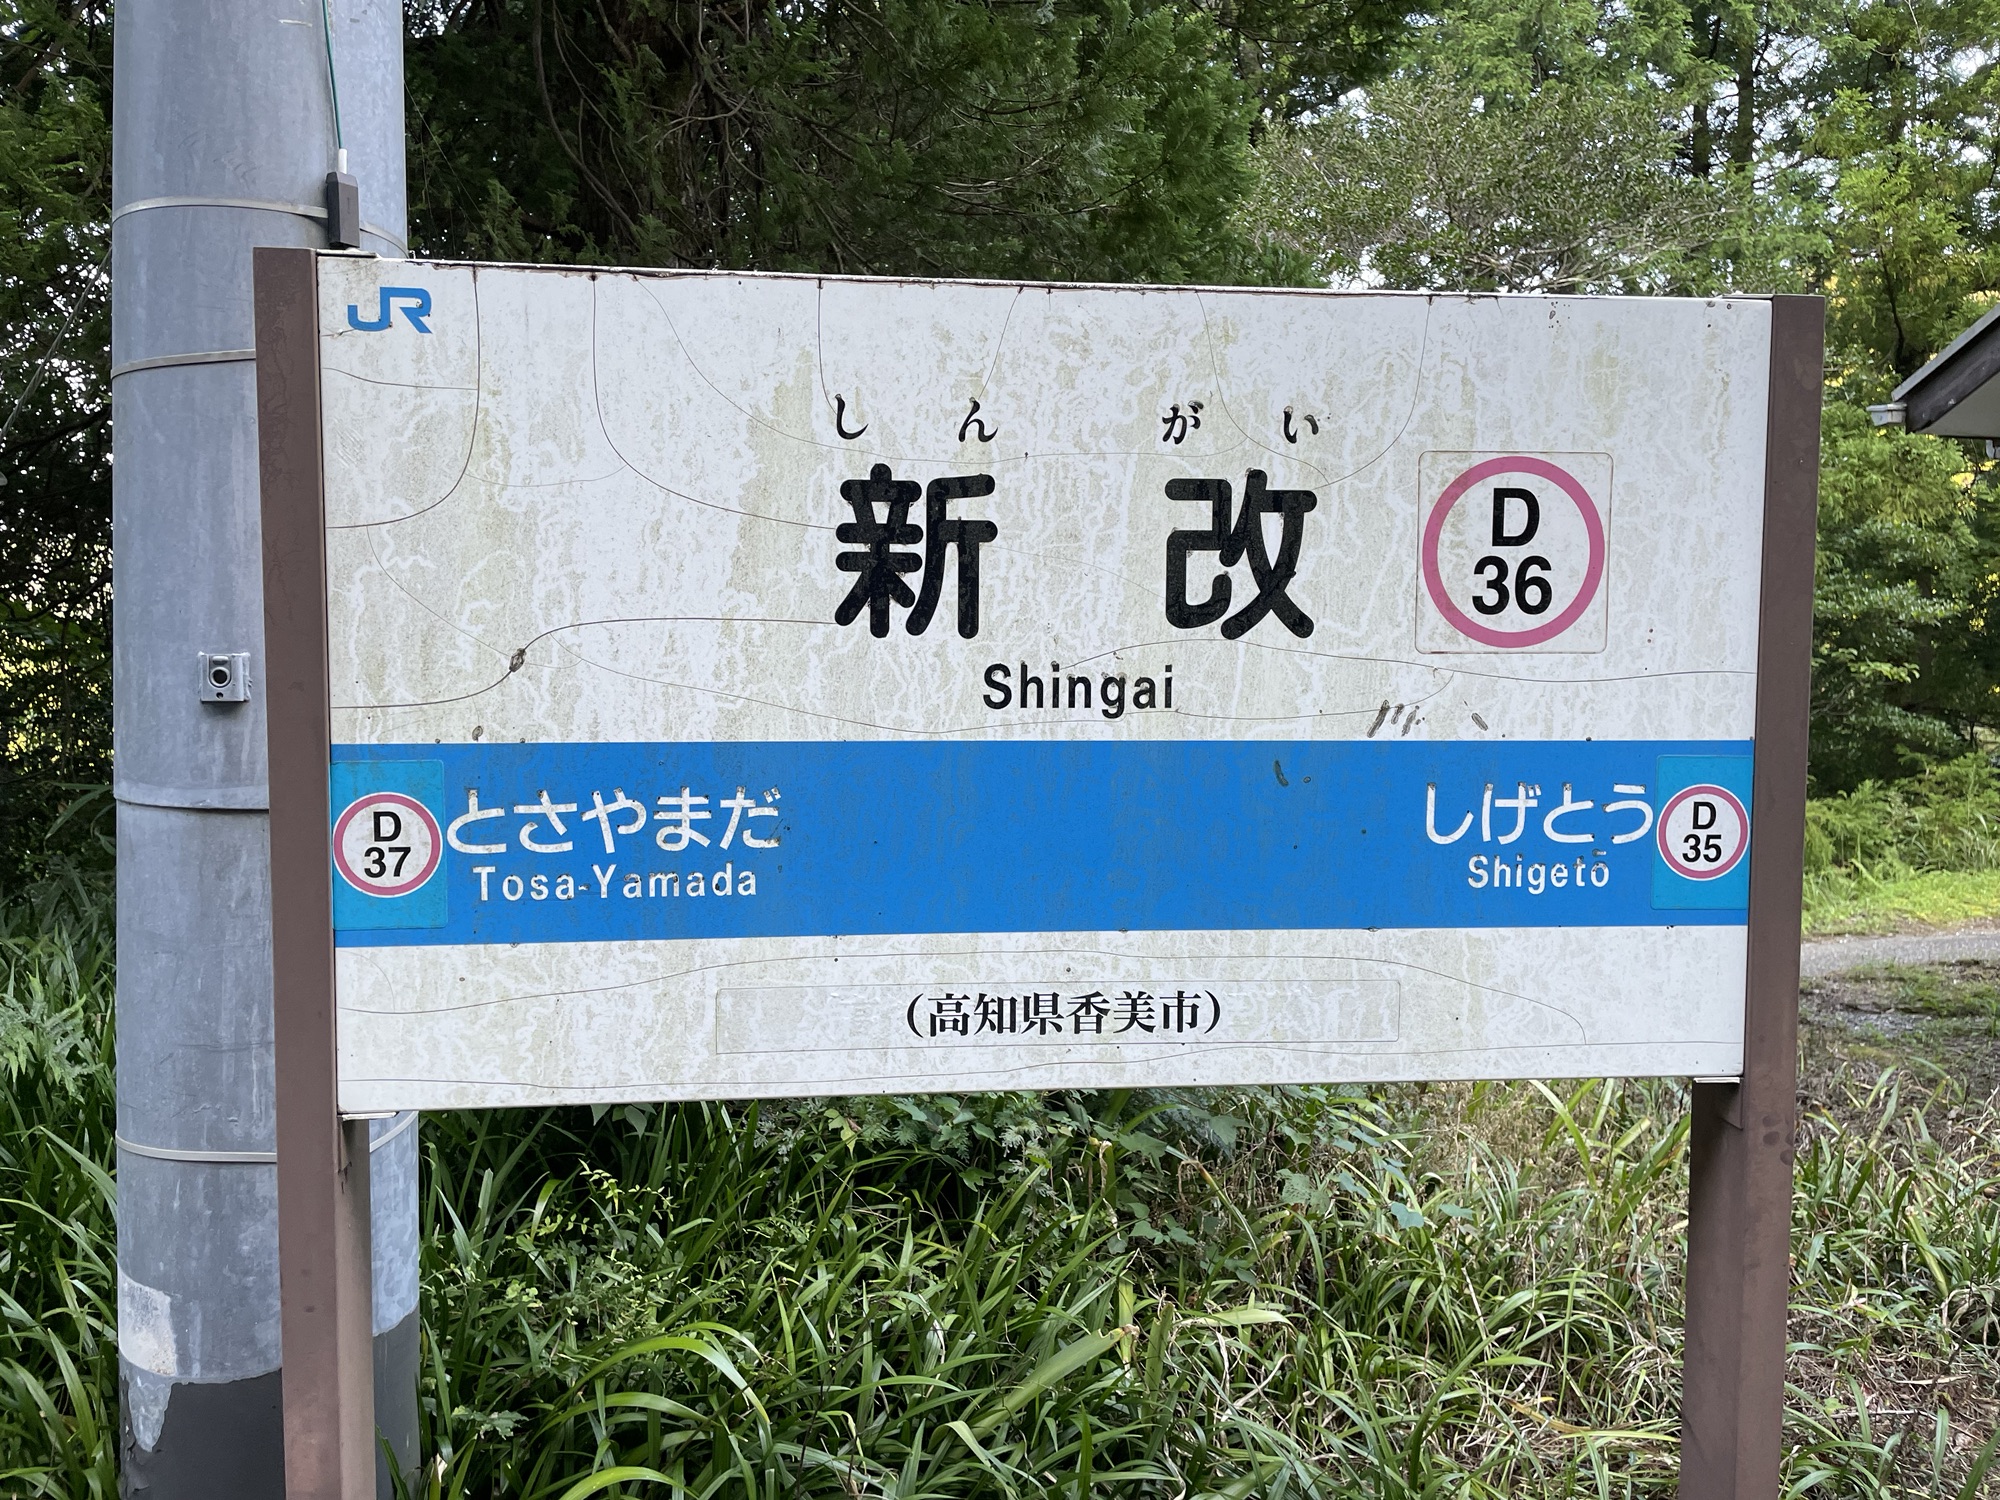 JR
しんがい
新改
D
36
Shingai
D
37
とさやまだ
Tosa-Yamada
しげとう
Shigetō
D
35
(高知県香美市)